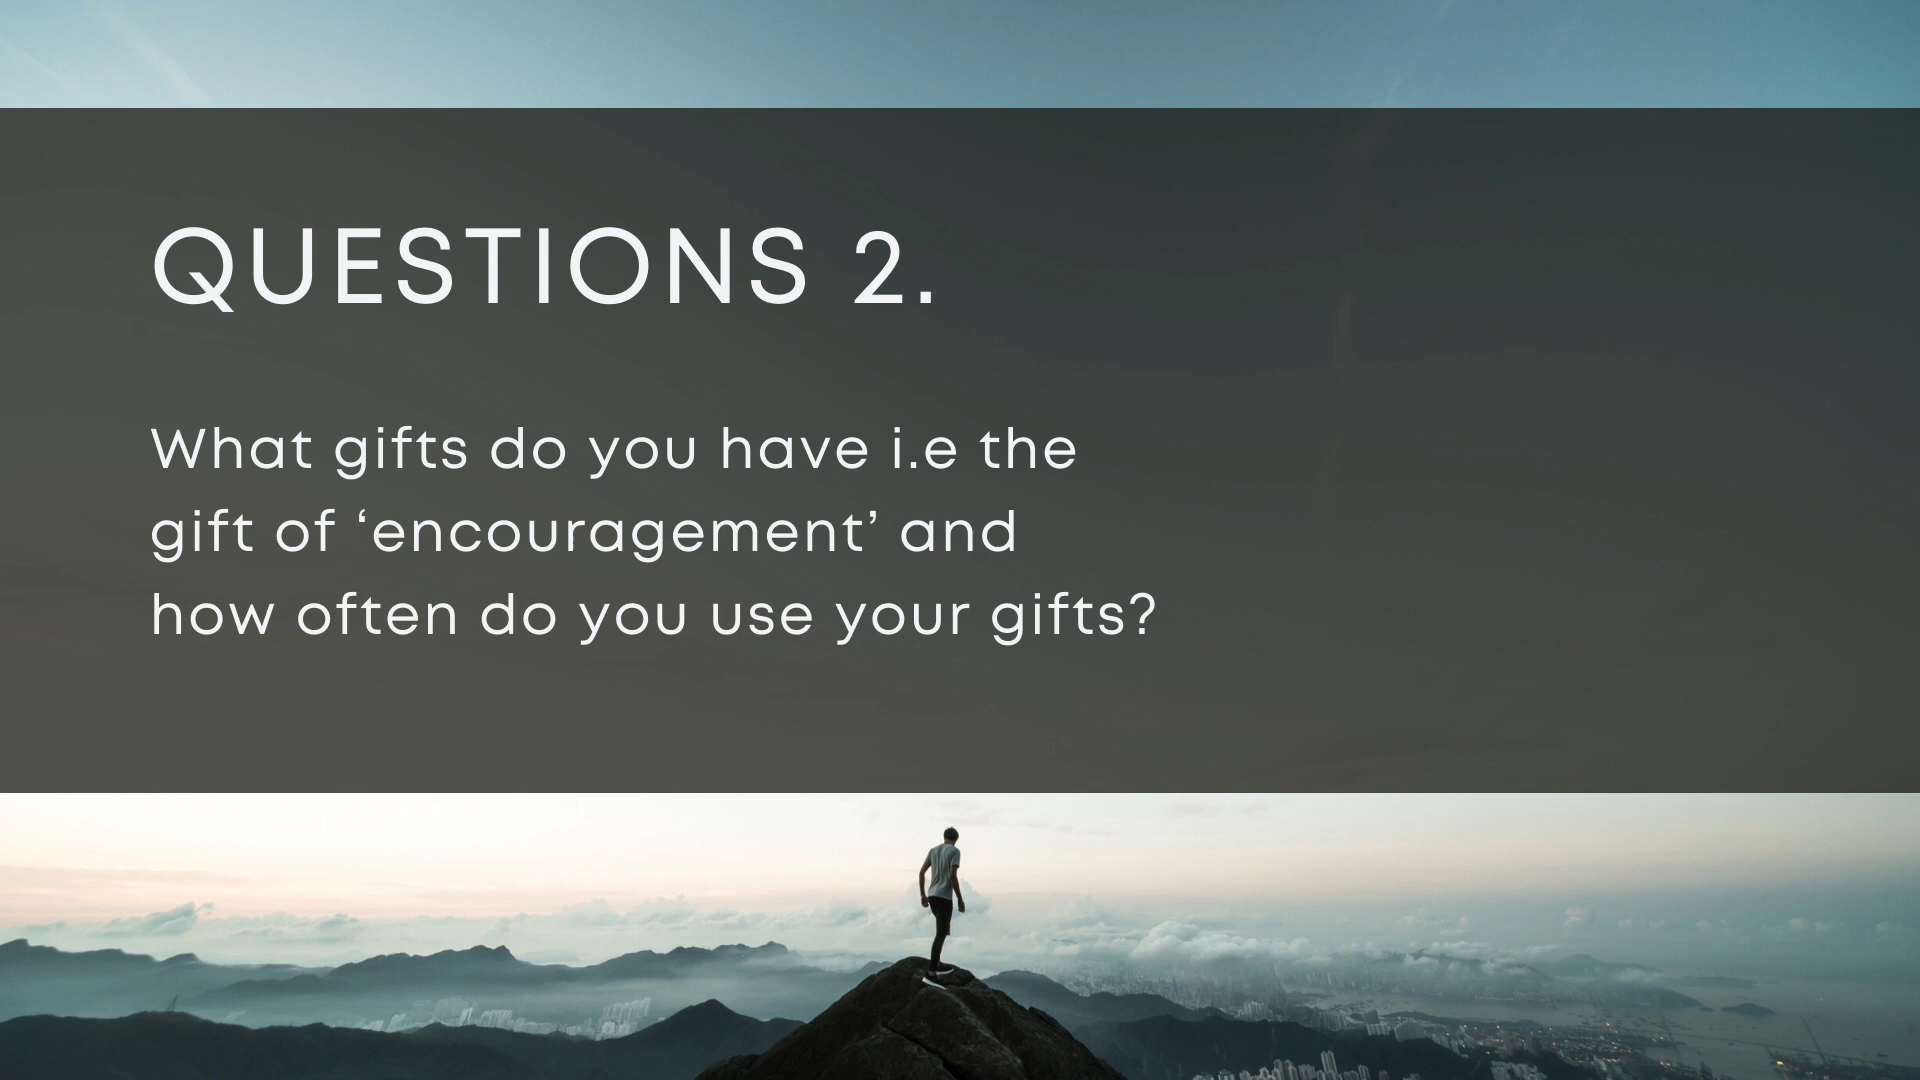 QUESTIONS 2.
What gifts do you have i.e the
gift of ‘encouragement’ and
how often do you use your gifts?